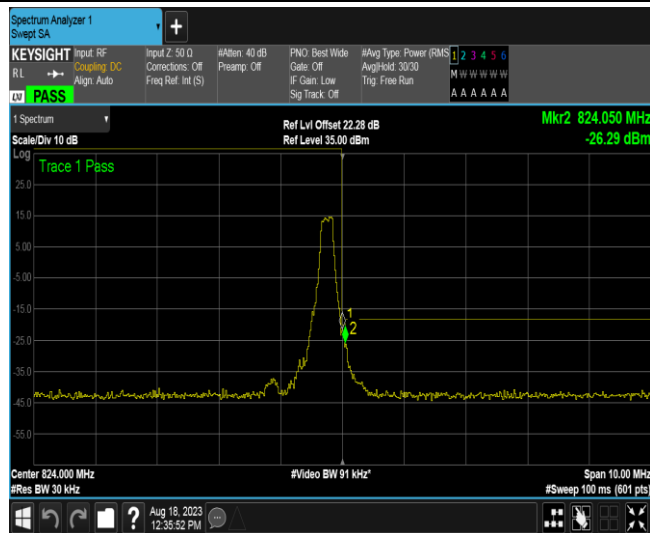 Spectrum Analyzer 1
Swept SA
+
KEYSIGHT
RL
LXI PASS
Input: RF
Coupling: DC
Align: Auto
Input Z: 50 Ω
Corrections: Off
Freq Ref: Int (S)
#Atten: 40 dB
Preamp: Off
PNO: Best Wide
Gate: Off
IF Gain: Low
Sig Track: Off
#Avg Type: Power (RMS
Avg|Hold: 30/30
Trig: Free Run
1 2 3 4 5 6
M W W W W W
A A A A A A
1 Spectrum
Scale/Div 10 dB
Log
Ref Lvl Offset 22.28 dB
Ref Level 35.00 dBm
Mkr2 824.050 MHz
-26.29 dBm
Trace 1 Pass
25.0
15.0
5.00
-5.00
-15.0
-25.0
-35.0
-45.0
-55.0
1
2
Center 824.000 MHz
#Res BW 30 kHz
#Video BW 91 kHz*
Span 10.00 MHz
#Sweep 100 ms (601 pts)
?
Aug 18, 2023
12:35:52 PM